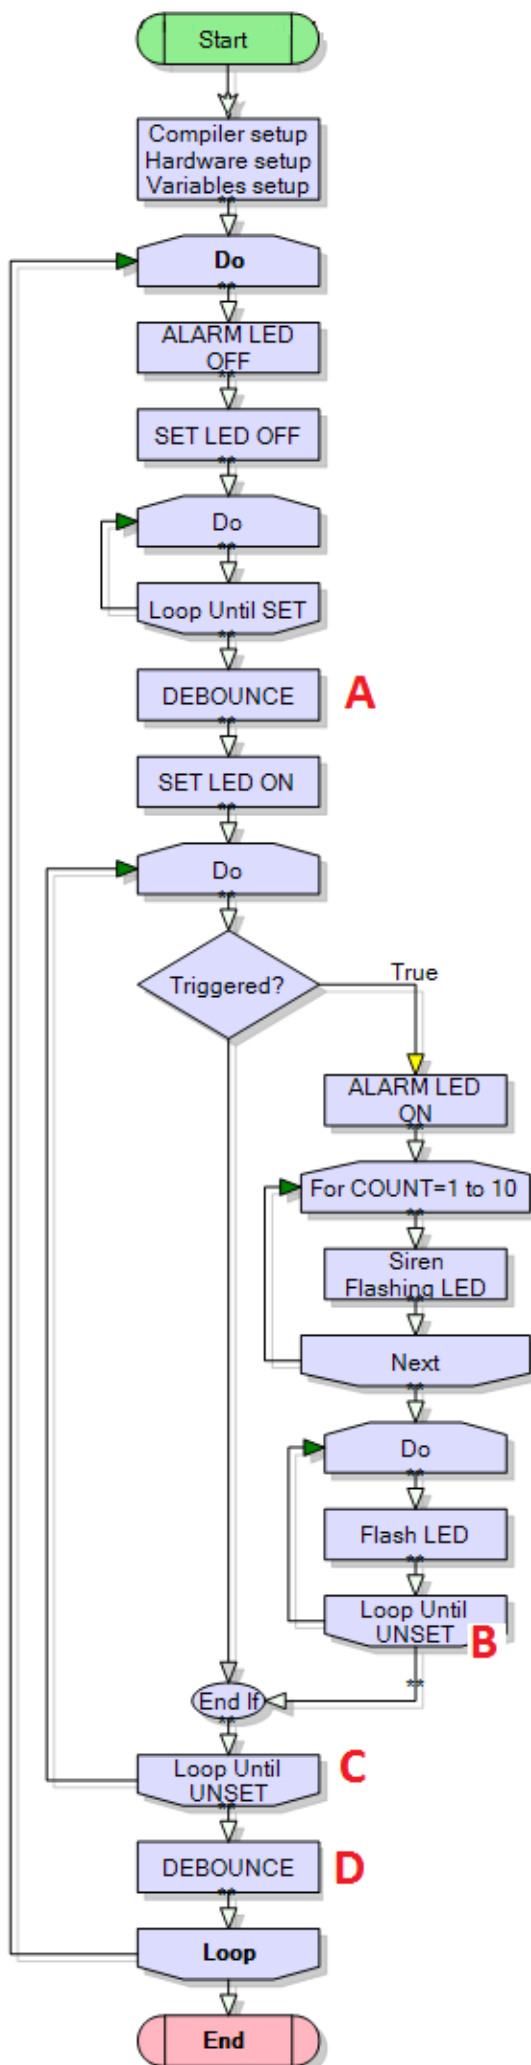 Start
Compiler setup
Hardware setup
Variables setup
**
Do
**
ALARM LED
OFF
**
SET LED OFF
**
Do
**
Loop Until SET
**
DEBOUNCE
A
**
SET LED ON
**
Do
**
Triggered?
True
ALARM LED
ON
**
For COUNT=1 to 10
**
Siren
Flashing LED
**
Next
**
Do
**
Flash LED
**
Loop Until
UNSET
B
**
End If
**
Loop Until
UNSET
C
**
DEBOUNCE
D
**
Loop
End